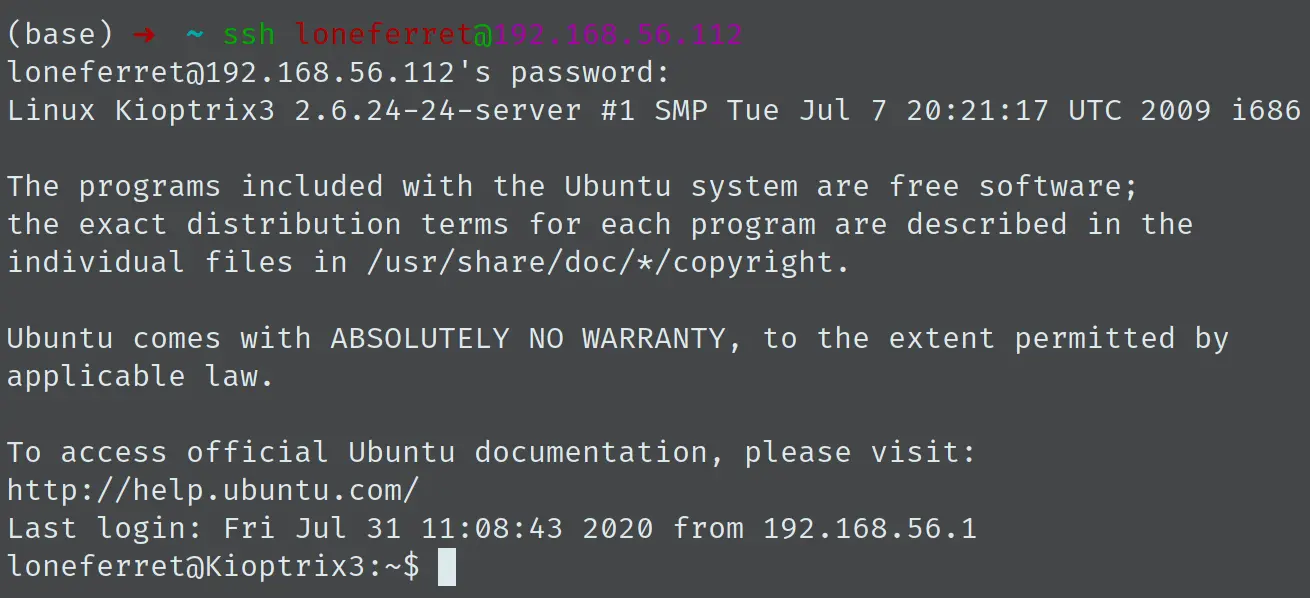 (base) ➜ ~ ssh loneferret@192.168.56.112
loneferret@192.168.56.112's password:
Linux Kioptrix3 2.6.24-24-server #1 SMP Tue Jul 7 20:21:17 UTC 2009 i686
The programs included with the Ubuntu system are free software;
the exact distribution terms for each program are described in the
individual files in /usr/share/doc/*/copyright.
Ubuntu comes with ABSOLUTELY NO WARRANTY, to the extent permitted by
applicable law.
To access official Ubuntu documentation, please visit:
http://help.ubuntu.com/
Last login: Fri Jul 31 11:08:43 2020 from 192.168.56.1
loneferret@Kioptrix3:~$